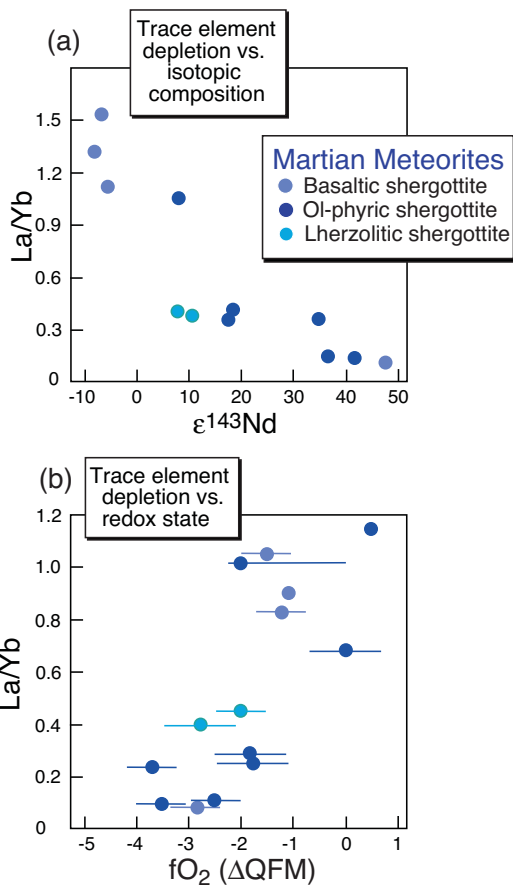 (a)
Trace element
depletion vs.
isotopic
composition
Martian Meteorites
Basaltic shergottite
Ol-phyric shergottite
Lherzolitic shergottite
La/Yb
1.5
1.2
0.9
0.6
0.3
0
-10 0 10 20 30 40 50
ε143Nd
(b)
Trace element
depletion vs.
redox state
La/Yb
1.2
1.0
0.8
0.6
0.4
0.2
0
-5 -4 -3 -2 -1 0 1
fO2 (ΔQFM)